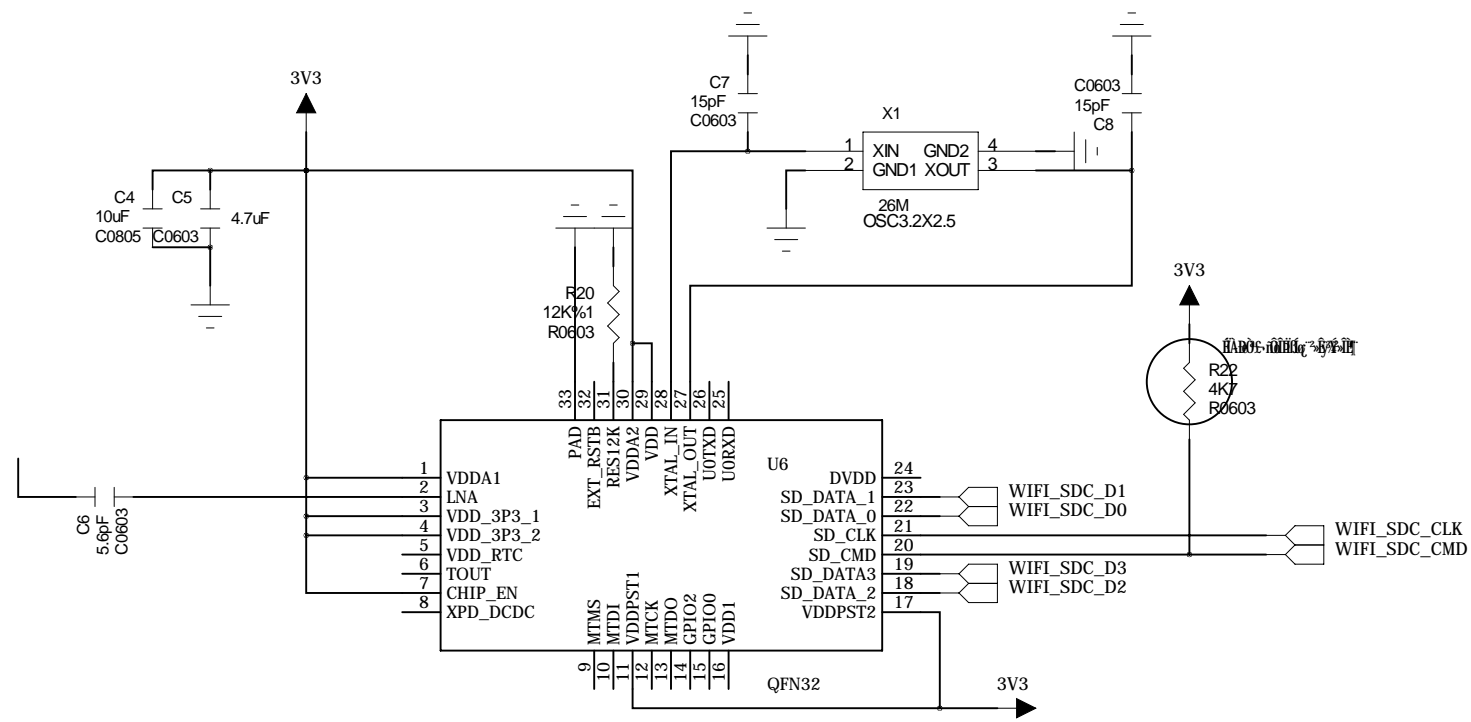 3V3
C4
10uF
C0805
C5
C0603
4.7uF
C7
15pF
C0603
C0603
15pF
C8
X1
1
2
XIN
GND1
GND2
XOUT
4
3
26M
OSC3.2X2.5
R20
12K%1
R0603
3V3
R22
4K7
R0603
33
32
31
30
29
28
27
26
25
PAD
EXT_RSTB
RES12K
VDDA2
VDD
XTAL_IN
XTAL_OUT
U0TXD
U0RXD
U6
C6
5.6pF
C0603
1 VDDA1
2 LNA
3 VDD_3P3_1
4 VDD_3P3_2
5 VDD_RTC
6 TOUT
7 CHIP_EN
8 XPD_DCDC
DVDD 24
SD_DATA_1 23 WIFI_SDC_D1
SD_DATA_0 22 WIFI_SDC_D0
SD_CLK 21 WIFI_SDC_CLK
SD_CMD 20 WIFI_SDC_CMD
SD_DATA3 19 WIFI_SDC_D3
SD_DATA_2 18 WIFI_SDC_D2
VDDPST2 17
MTMS
MTDI
VDDPST1
MTCK
MTDO
GPIO2
GPIO0
VDD1
9
10
11
12
13
14
15
16
QFN32
3V3